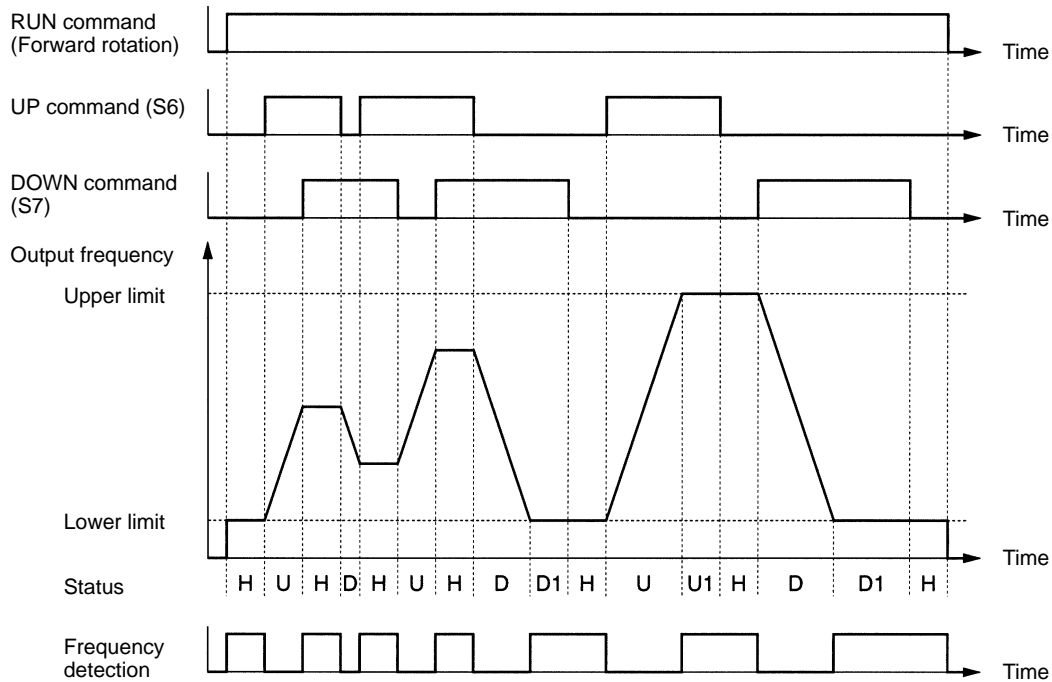 RUN command
(Forward rotation)
Time
UP command (S6)
Time
DOWN command
(S7)
Time
Output frequency
Upper limit
Lower limit
Time
Status
H U H D H U H D D1 H U U1 H D D1 H
Frequency
detection
Time